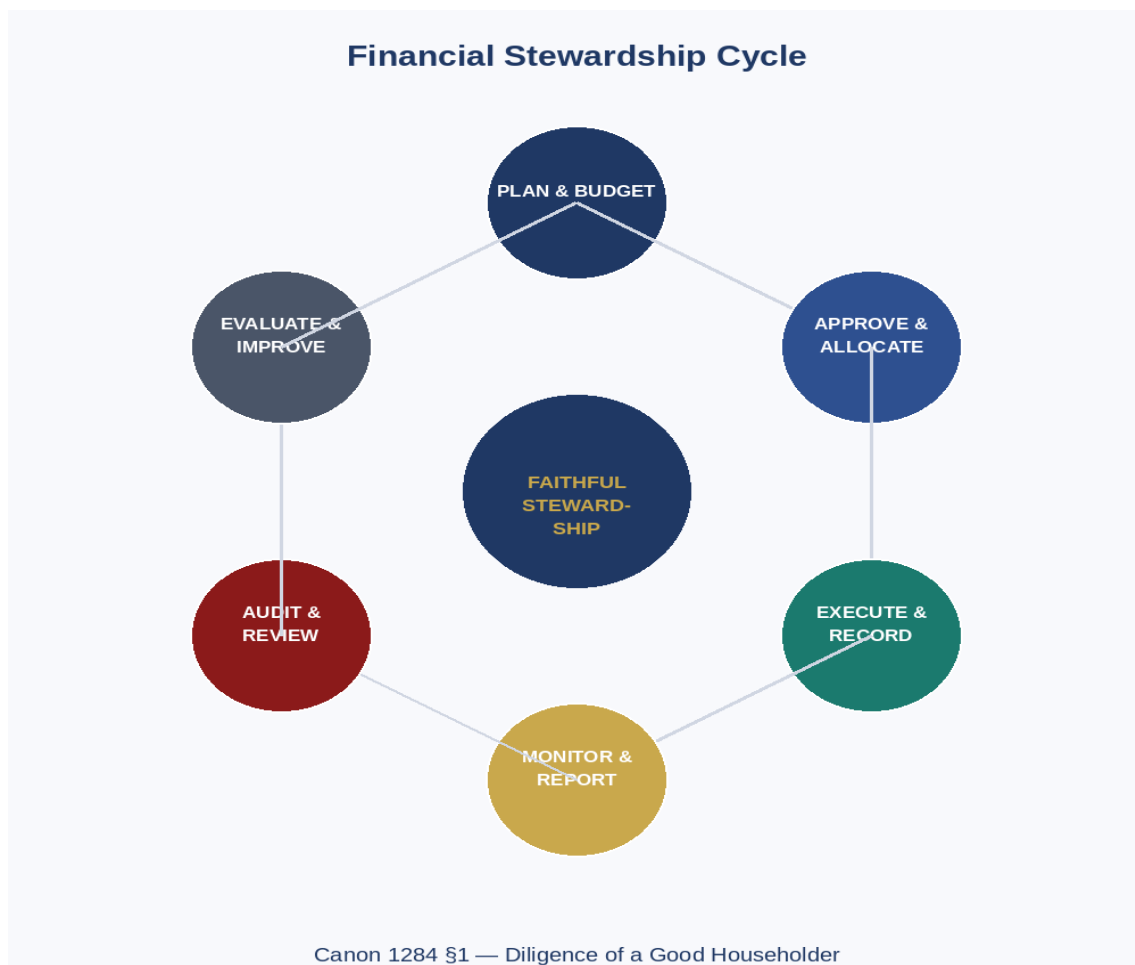 Financial Stewardship Cycle
PLAN & BUDGET
EVALUATE &
IMPROVE
APPROVE &
ALLOCATE
FAITHFUL
STEWARD-
SHIP
AUDIT &
REVIEW
EXECUTE &
RECORD
MONITOR &
REPORT
Canon 1284 §1 — Diligence of a Good Householder